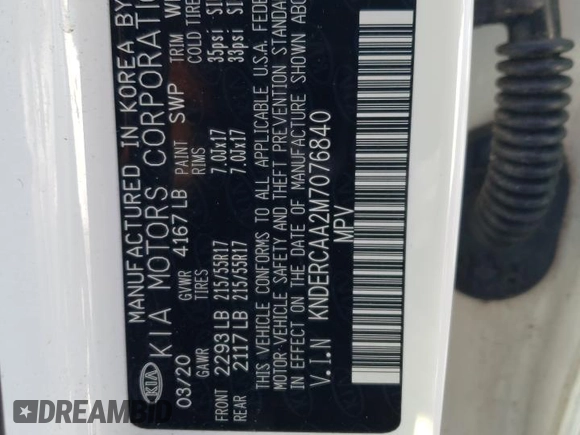 MANUFACTURED IN KOREA BY
KIA MOTORS CORPORATION
03/20 GVWR 4167 LB PAINT SWP TRIM
GAWR TIRES RIMS COLD TIRE
FRONT 2293 LB 215/55R17 7.0Jx17 35psi
REAR 2117 LB 215/55R17 7.0Jx17 33psi
THIS VEHICLE CONFORMS TO ALL APPLICABLE U.S.A. FEDE
MOTOR VEHICLE SAFETY AND THEFT PREVENTION STANDA
IN EFFECT ON THE DATE OF MANUFACTURE SHOWN ABO
V.I.N KNDERCAA2M7076840
MPV
KIA
DREAMBID